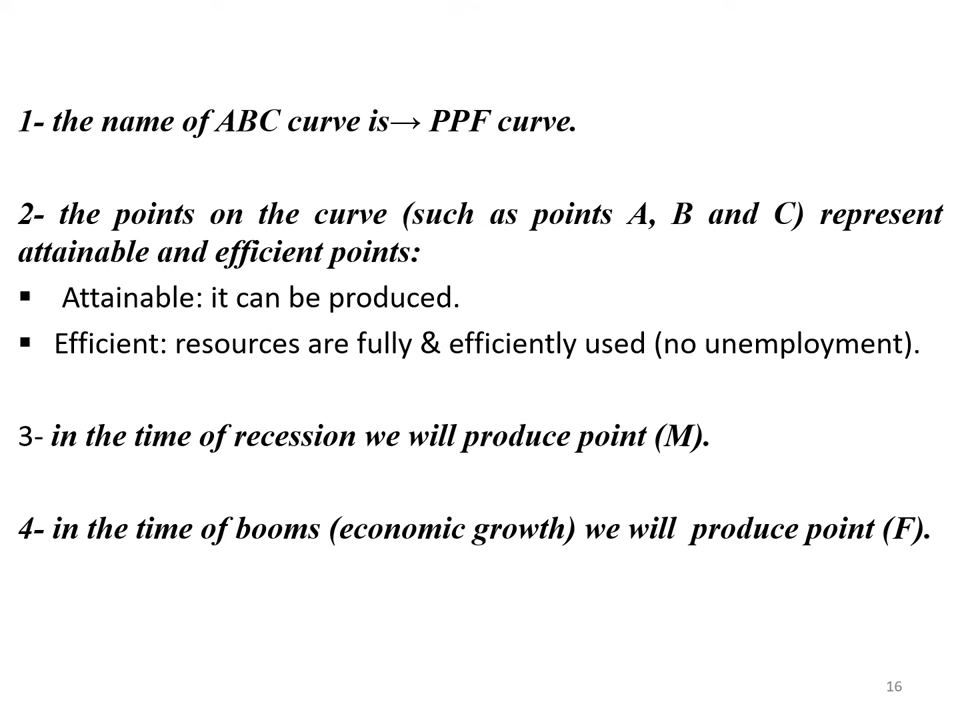 1- the name of ABC curve is→ PPF curve.
2- the points on the curve (such as points A, B and C) represent
attainable and efficient points:
▪ Attainable: it can be produced.
▪ Efficient: resources are fully & efficiently used (no unemployment).
3- in the time of recession we will produce point (M).
4- in the time of booms (economic growth) we will produce point (F).
16